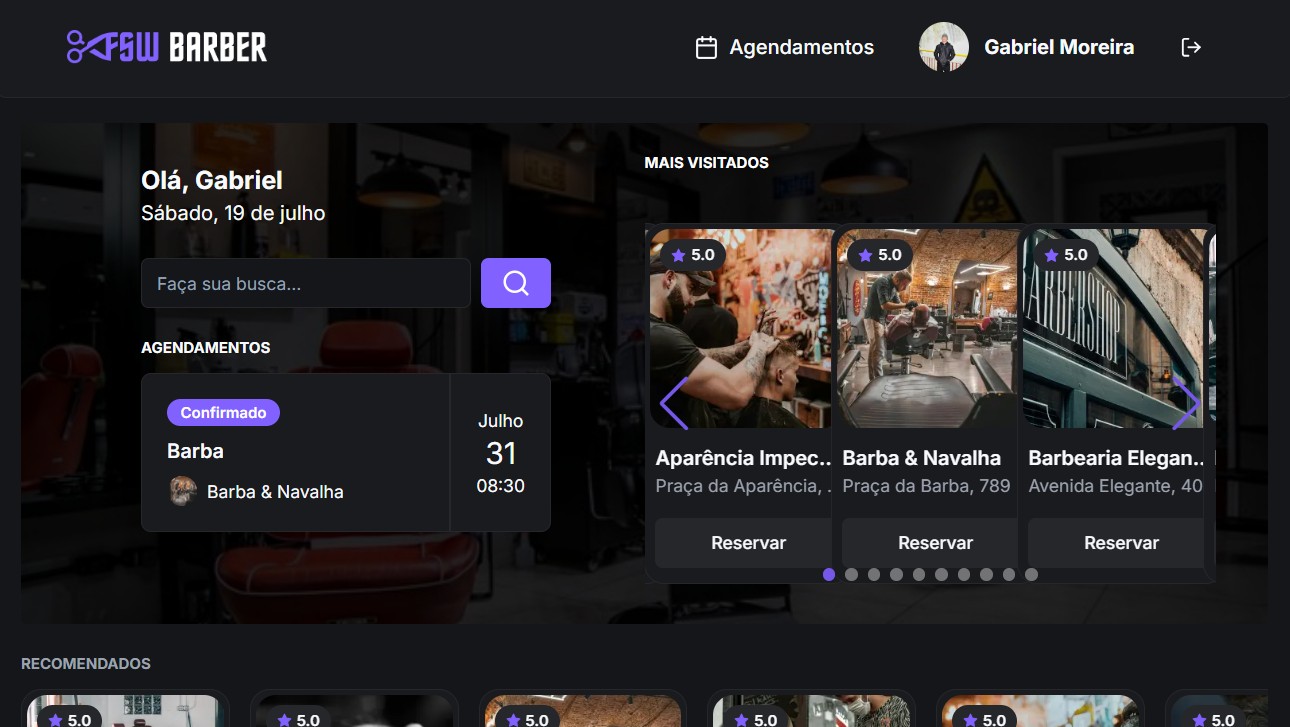 FSW BARBER
Agendamentos
Gabriel Moreira
Olá, Gabriel
Sábado, 19 de julho
Faça sua busca...
AGENDAMENTOS
Confirmado
Barba
Barba & Navalha
Julho
31
08:30
MAIS VISITADOS
5.0
5.0
BARBERSHOP
5.0
Aparência Impec...
Praça da Aparência, ...
Reservar
Barba & Navalha
Praça da Barba, 789
Reservar
Barbearia Elegan...
Avenida Elegante, 40
Reservar
RECOMENDADOS
5.0
5.0
5.0
5.0
5.0
5.0